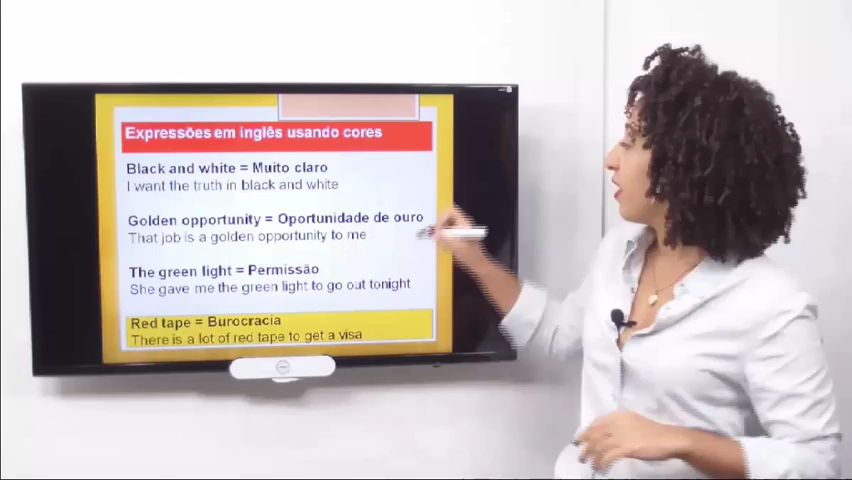 Expressões em inglês usando cores
Black and white = Muito claro
I want the truth in black and white
Golden opportunity = Oportunidade de ouro
That job is a golden opportunity to me
The green light = Permissão
She gave me the green light to go out tonight
Red tape = Burocracia
There is a lot of red tape to get a visa